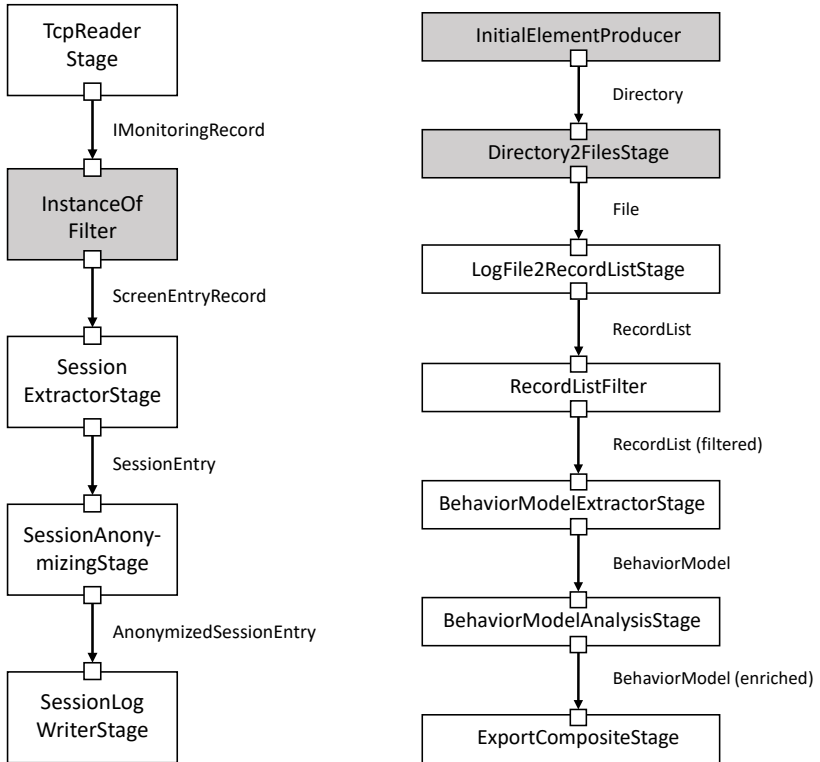 TcpReader
Stage
IMonitoringRecord
InstanceOf
Filter
ScreenEntryRecord
Session
ExtractorStage
SessionEntry
SessionAnony-
mizingStage
AnonymizedSessionEntry
SessionLog
WriterStage
InitialElementProducer
Directory
Directory2FilesStage
File
LogFile2RecordListStage
RecordList
RecordListFilter
RecordList (filtered)
BehaviorModelExtractorStage
BehaviorModel
BehaviorModelAnalysisStage
BehaviorModel (enriched)
ExportCompositeStage